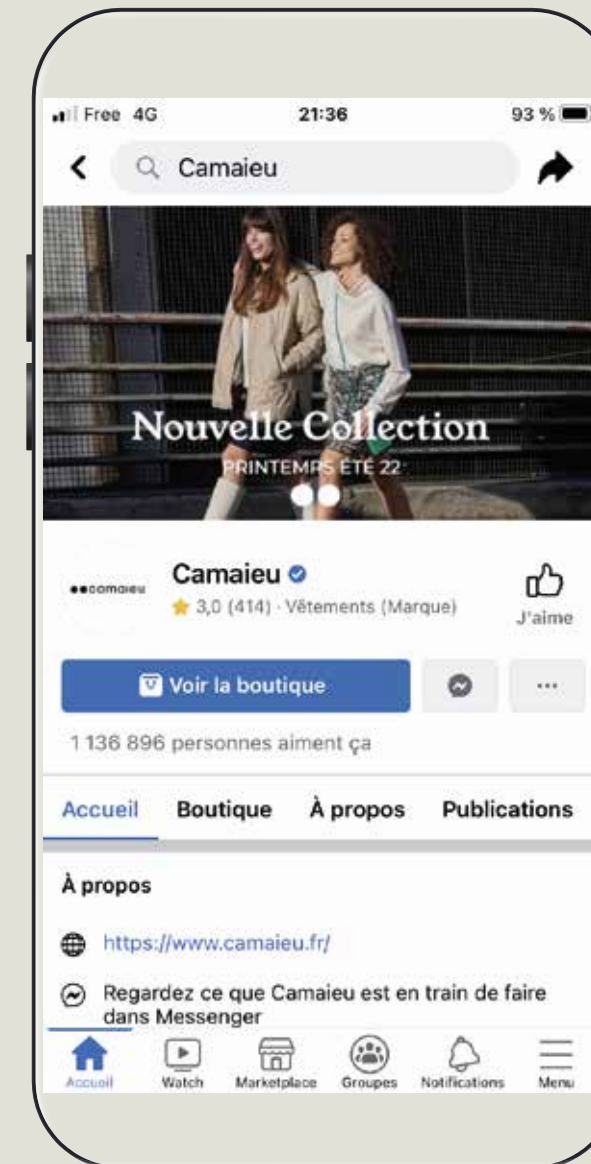 Free 4G 21:36 93 %
Camaieu
Nouvelle Collection
PRINTEMPS ÉTÉ 22
camaieu
Camaieu
3,0 (414) · Vêtements (Marque)
J'aime
Voir la boutique
...
1 136 896 personnes aiment ça
Accueil Boutique À propos Publications
À propos
https://www.camaieu.fr/
Regardez ce que Camaieu est en train de faire
dans Messenger
Accueil Watch Marketplace Groupes Notifications Menu